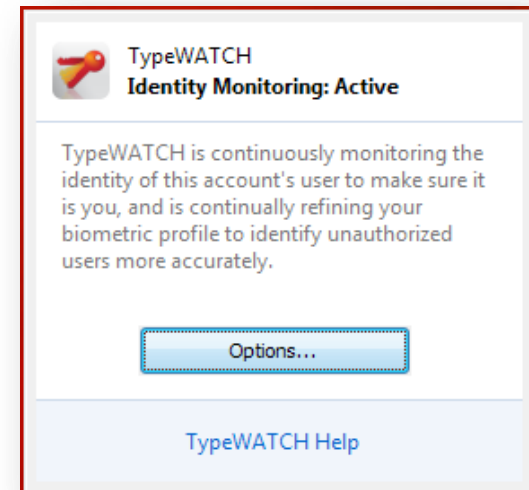 TypeWATCH
Identity Monitoring: Active
TypeWATCH is continuously monitoring the
identity of this account's user to make sure it
is you, and is continually refining your
biometric profile to identify unauthorized
users more accurately.
Options...
TypeWATCH Help